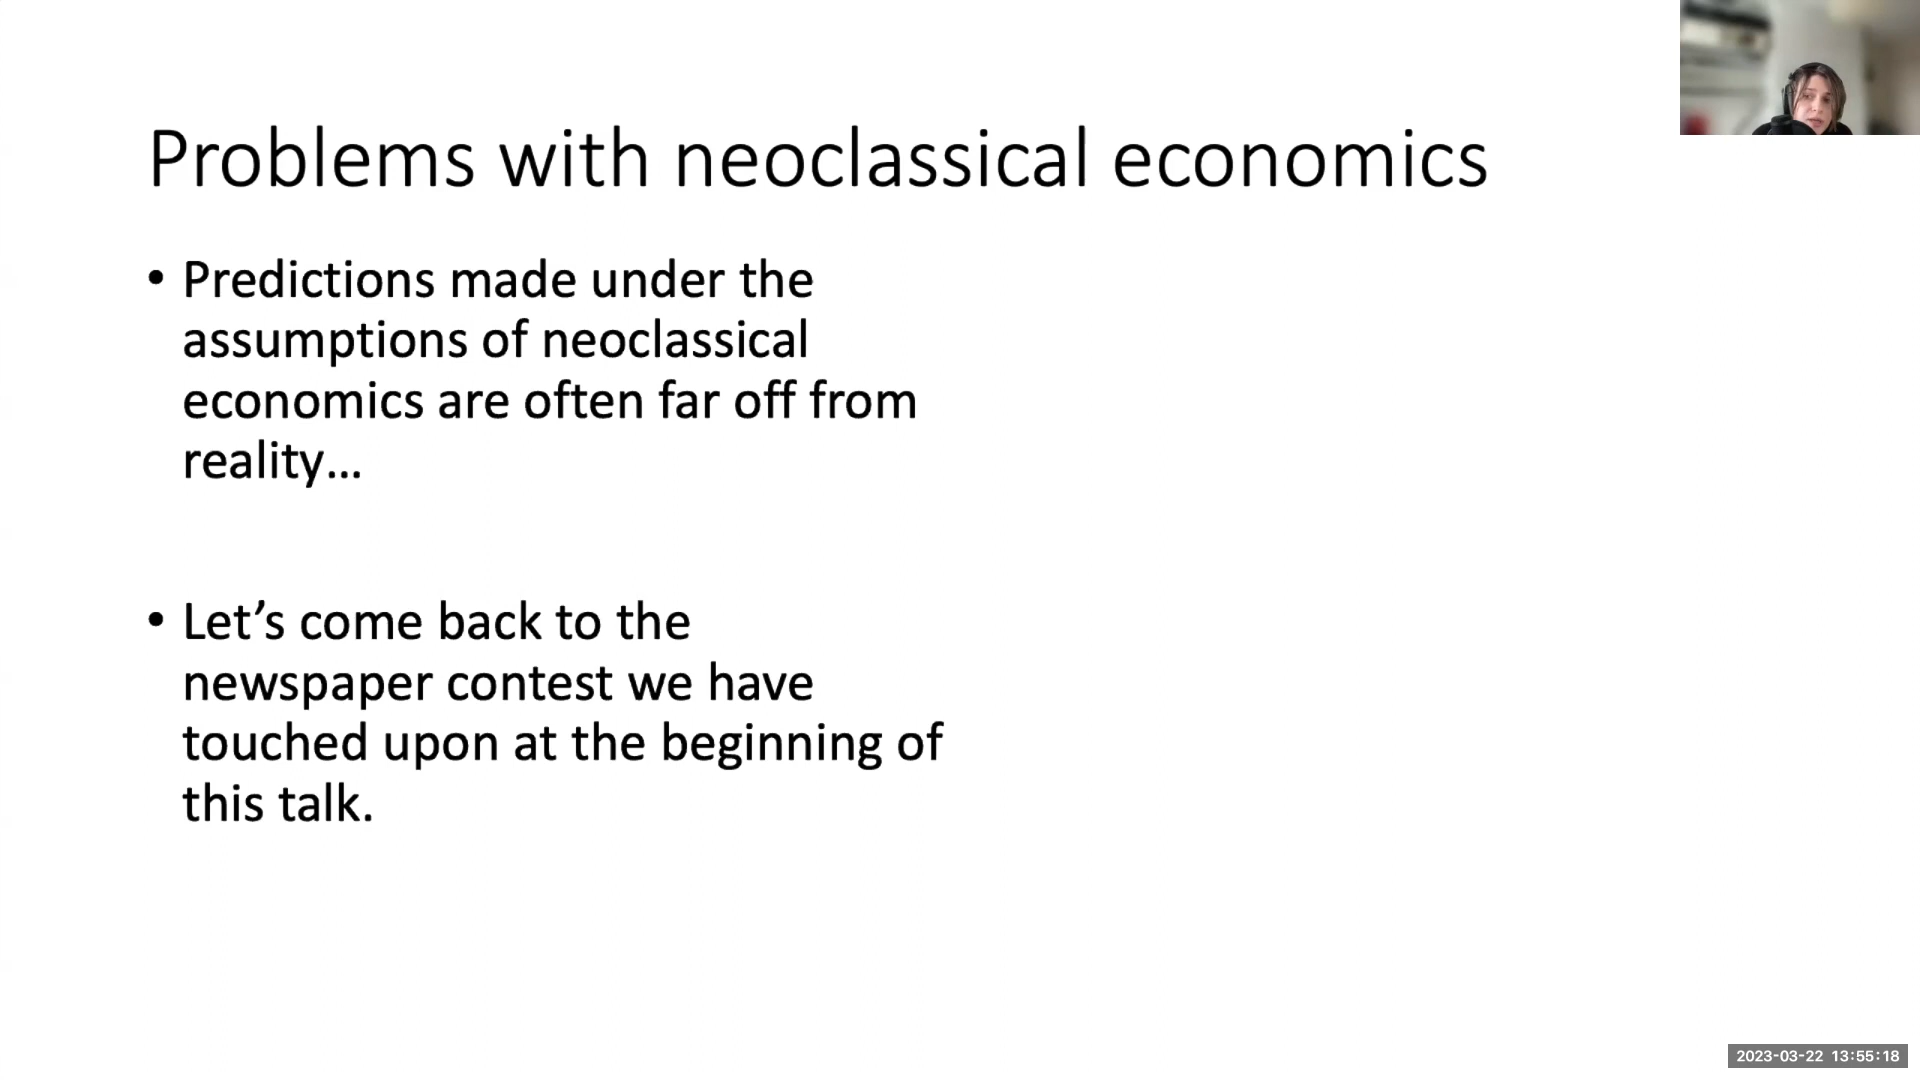 Problems with neoclassical economics
• Predictions made under the
assumptions of neoclassical
economics are often far off from
reality...
• Let’s come back to the
newspaper contest we have
touched upon at the beginning of
this talk.
2023-03-22 13:55:18